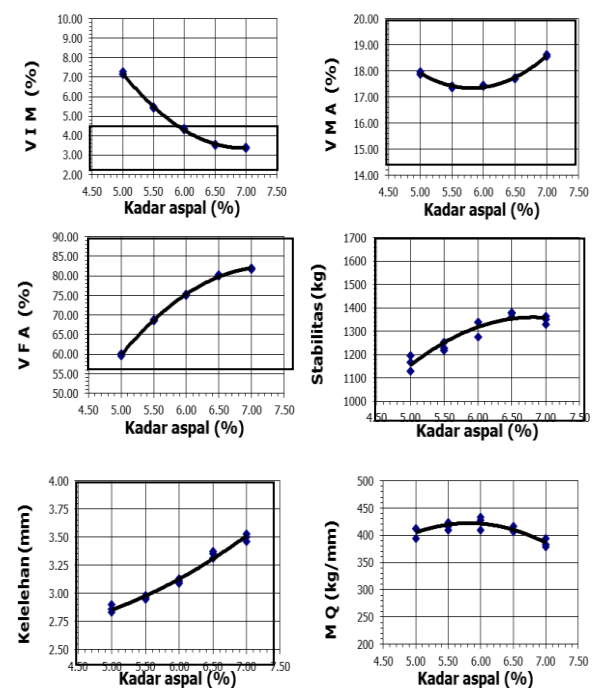 10.00
9.00
8.00
7.00
6.00
5.00
4.00
3.00
2.00
V I M (%)
4.50 5.00 5.50 6.00 6.50 7.00 7.50
Kadar aspal (%)
20.00
19.00
18.00
17.00
16.00
15.00
14.00
V M A (%)
4.50 5.00 5.50 6.00 6.50 7.00 7.50
Kadar aspal (%)
90.00
85.00
80.00
75.00
70.00
65.00
60.00
55.00
50.00
V F A (%)
4.50 5.00 5.50 6.00 6.50 7.00 7.50
Kadar aspal (%)
1700
1600
1500
1400
1300
1200
1100
1000
Stabilitas (kg)
4.50 5.00 5.50 6.00 6.50 7.00 7.50
Kadar aspal (%)
4.00
3.75
3.50
3.25
3.00
2.75
2.50
Kelelehan (mm)
4.50 5.00 5.50 6.00 6.50 7.00 7.50
Kadar aspal (%)
500
450
400
350
300
250
200
M Q (kg/mm)
4.50 5.00 5.50 6.00 6.50 7.00 7.50
Kadar aspal (%)